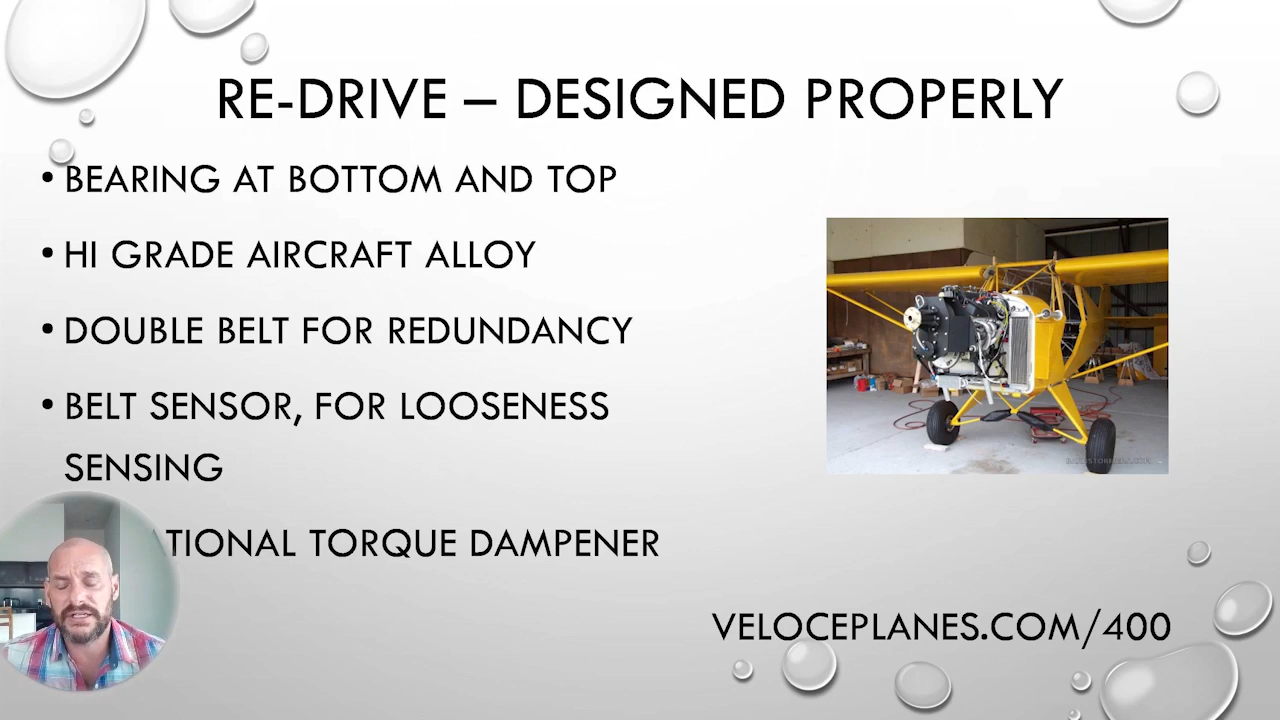 RE-DRIVE – DESIGNED PROPERLY
• BEARING AT BOTTOM AND TOP
• HI GRADE AIRCRAFT ALLOY
• DOUBLE BELT FOR REDUNDANCY
• BELT SENSOR, FOR LOOSENESS
SENSING
TORQUE DAMPENER
VELOCEPLANES.COM/400